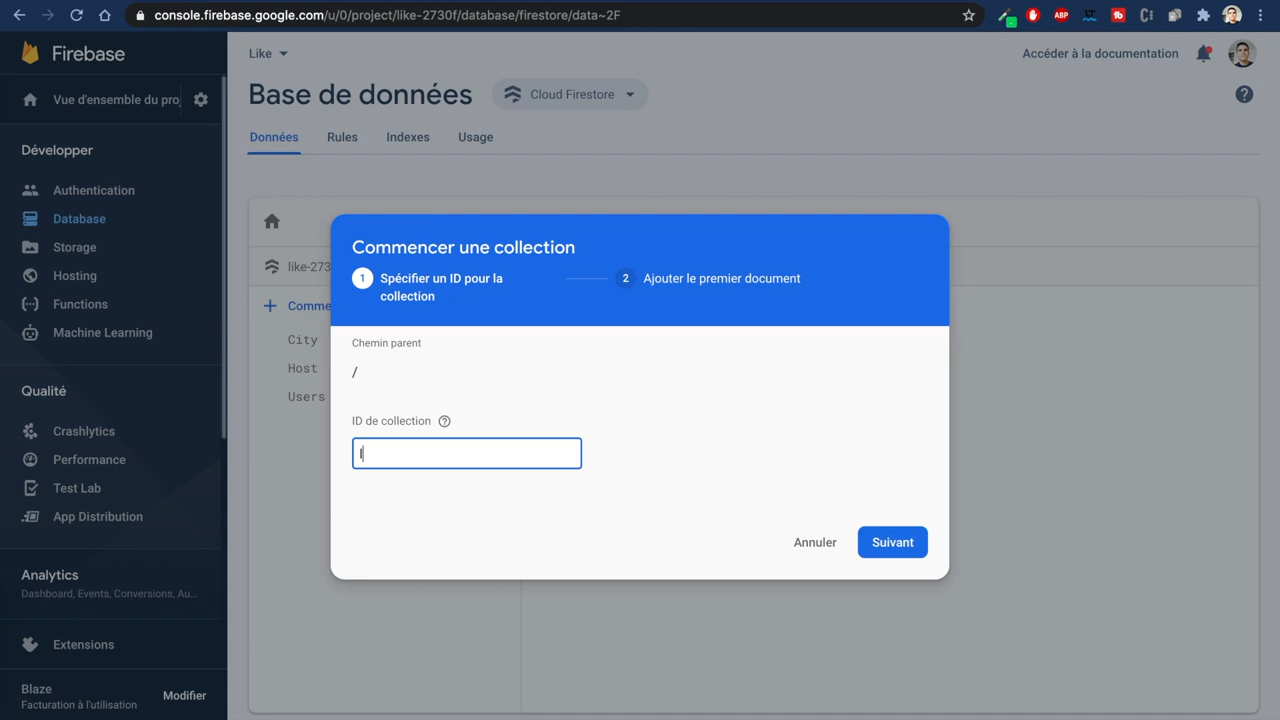 console.firebase.google.com/u/0/project/like-2730f/database/firestore/data~2F
ABP
Firebase
Like
Accéder à la documentation
Vue d'ensemble du pro
Base de données
Cloud Firestore
Données
Rules
Indexes
Usage
Développer
Authentication
Database
Storage
Hosting
Functions
Machine Learning
like-273
Comme
City
Host
Users
Commencer une collection
1
Spécifier un ID pour la
collection
2
Ajouter le premier document
Chemin parent
/
ID de collection
l
Annuler
Suivant
Qualité
Crashlytics
Performance
Test Lab
App Distribution
Analytics
Dashboard, Events, Conversions, Au...
Extensions
Blaze
Facturation à l'utilisation
Modifier